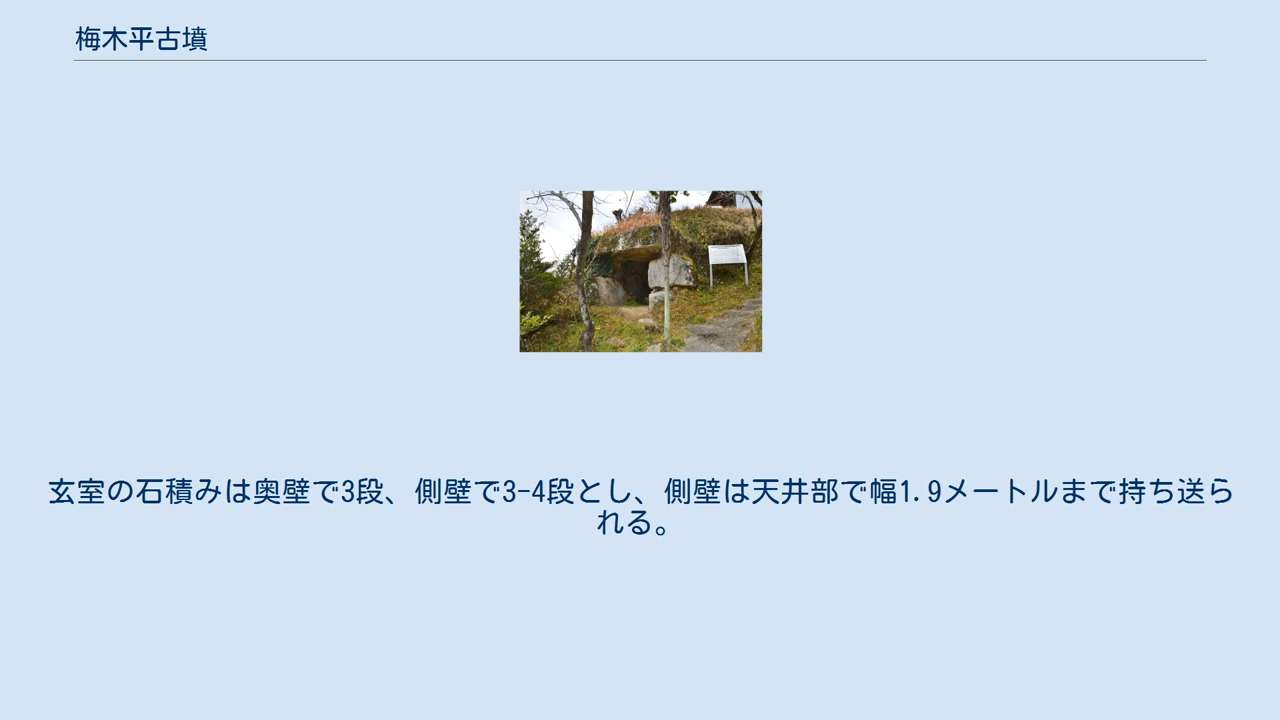 梅木平古墳
玄室の石積みは奥壁で3段、側壁で3-4段とし、側壁は天井部で幅1.9メートルまで持ち送ら
れる。